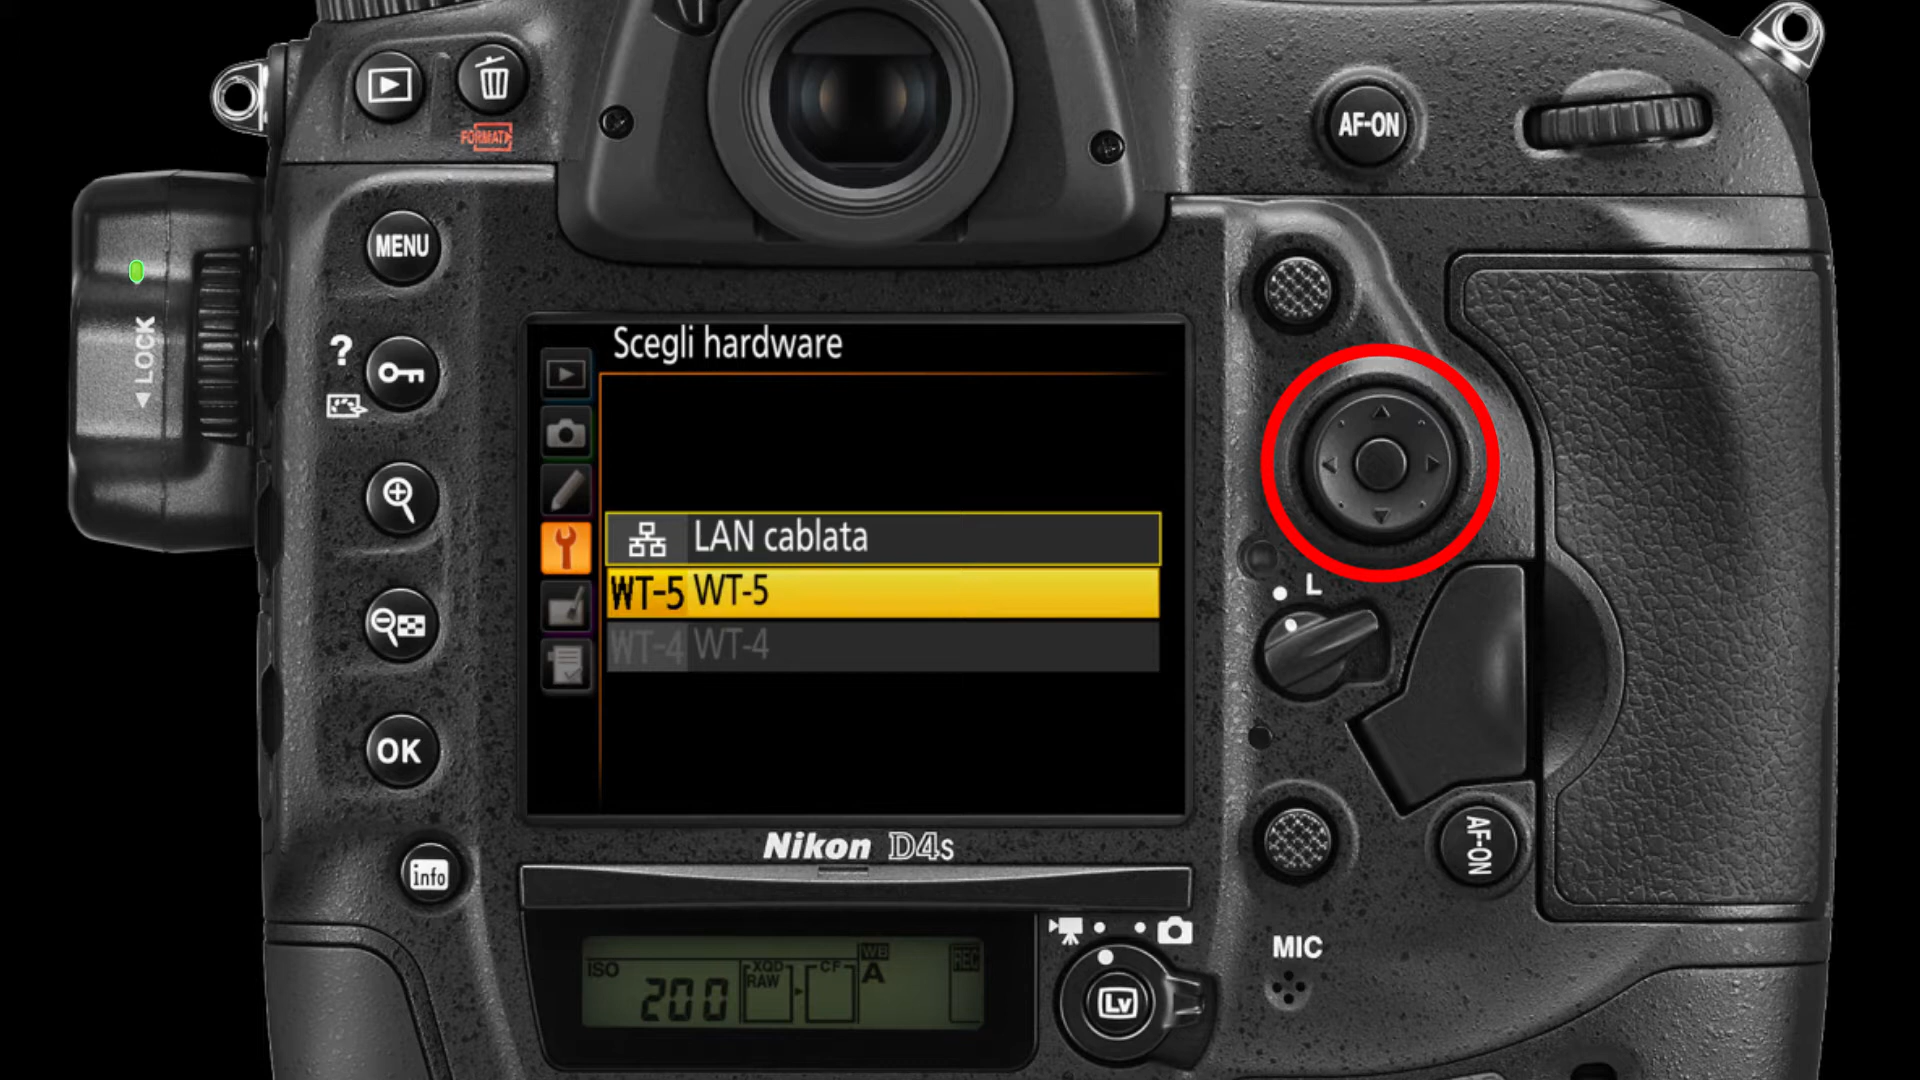 FORMAT
AF-ON
MENU
LOCK
?
Scegli hardware
LAN cablata
WT-5 WT-5
WT-4 WT-4
L
OK
Nikon D4s
AF-ON
info
MIC
WB
REC
ISO
XQD
CF
A
RAW
200
Lv